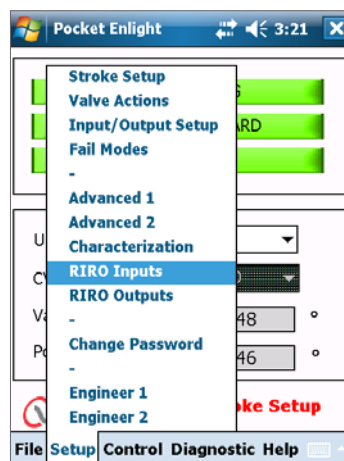 Pocket Enlight 3:21
Stroke Setup
Valve Actions
Input/Output Setup
ARD
Fail Modes
-
Advanced 1
Advanced 2
U
Characterization
RIRO Inputs
RIRO Outputs
-
48 °
Change Password
46 °
-
Engineer 1
Engineer 2
oke Setup
File Setup Control Diagnostic Help